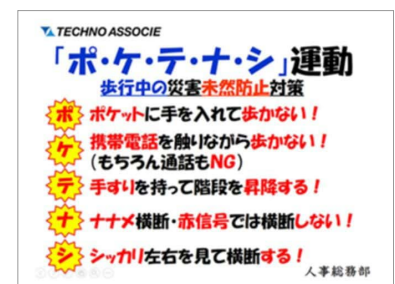 TECHNO ASSOCIE
「ポ・ケ・テ・ナ・シ」運動
歩行中の災害未然防止対策
ポ ポケットに手を入れて歩かない！
ケ 携帯電話を触りながら歩かない！
（もちろん通話もNG）
テ 手すりを持って階段を昇降する！
ナ ナナメ横断・赤信号では横断しない！
シ シッカリ左右を見て横断する！
人事総務部